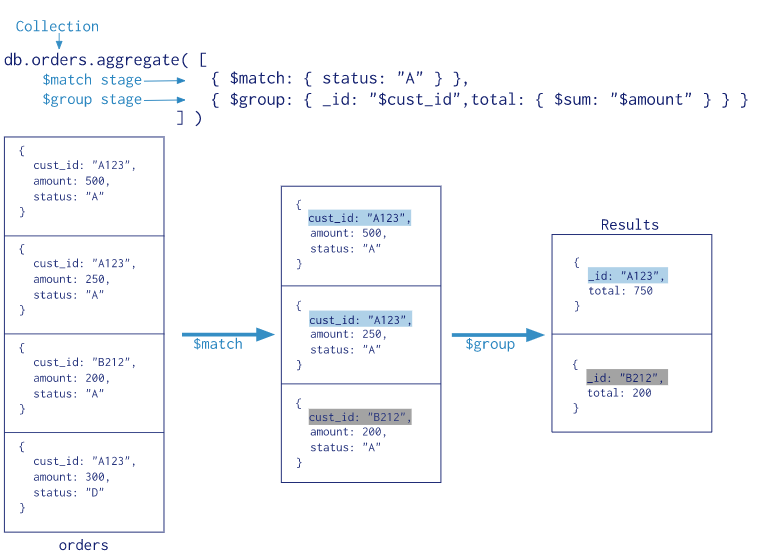 Collection
db.orders.aggregate( [
$match stage { $match: { status: "A" } },
$group stage { $group: { _id: "$cust_id",total: { $sum: "$amount" } } }
] )
{
cust_id: "A123",
amount: 500,
status: "A"
}
{
cust_id: "A123",
amount: 250,
status: "A"
}
{
cust_id: "B212",
amount: 200,
status: "A"
}
{
cust_id: "A123",
amount: 300,
status: "D"
}
orders
$match
{
cust_id: "A123",
amount: 500,
status: "A"
}
{
cust_id: "A123",
amount: 250,
status: "A"
}
{
cust_id: "B212",
amount: 200,
status: "A"
}
$group
Results
{
_id: "A123",
total: 750
}
{
_id: "B212",
total: 200
}